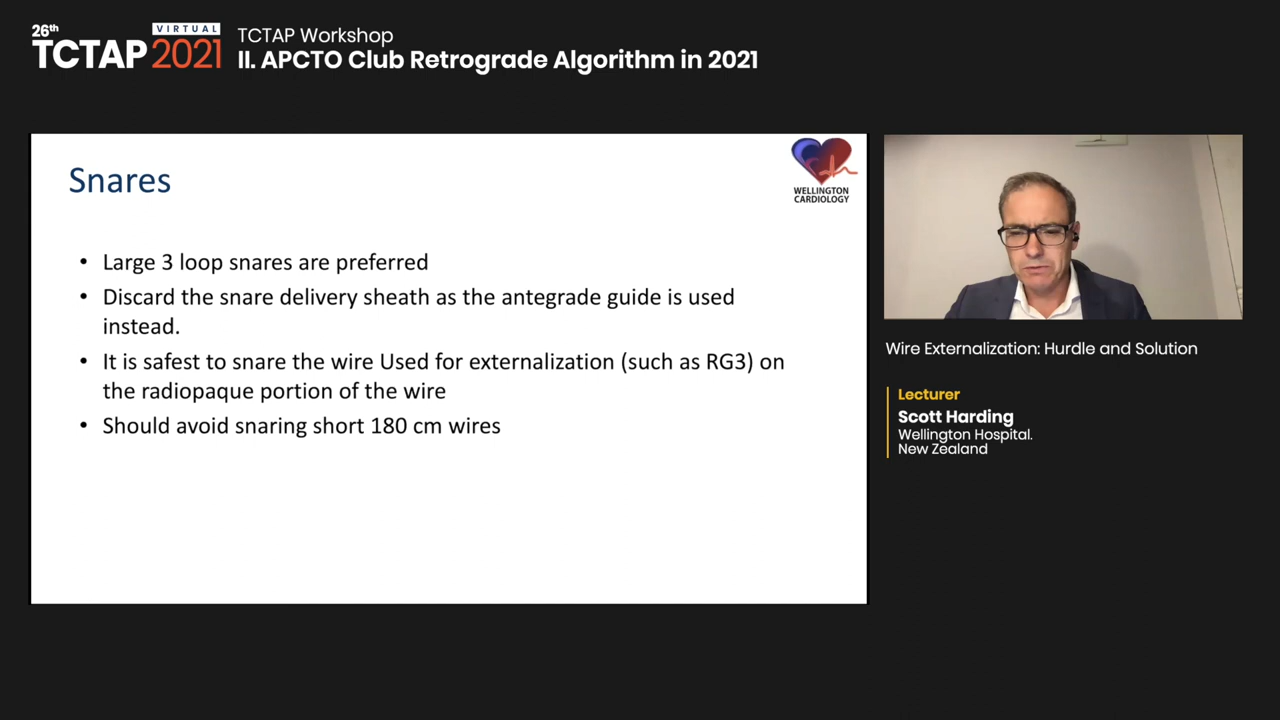 26th
VIRTUAL
TCTAP 2021
TCTAP Workshop
II. APCTO Club Retrograde Algorithm in 2021
Snares
WELLINGTON
CARDIOLOGY
• Large 3 loop snares are preferred
• Discard the snare delivery sheath as the antegrade guide is used
instead.
• It is safest to snare the wire Used for externalization (such as RG3) on
the radiopaque portion of the wire
• Should avoid snaring short 180 cm wires
Wire Externalization: Hurdle and Solution
Lecturer
Scott Harding
Wellington Hospital.
New Zealand